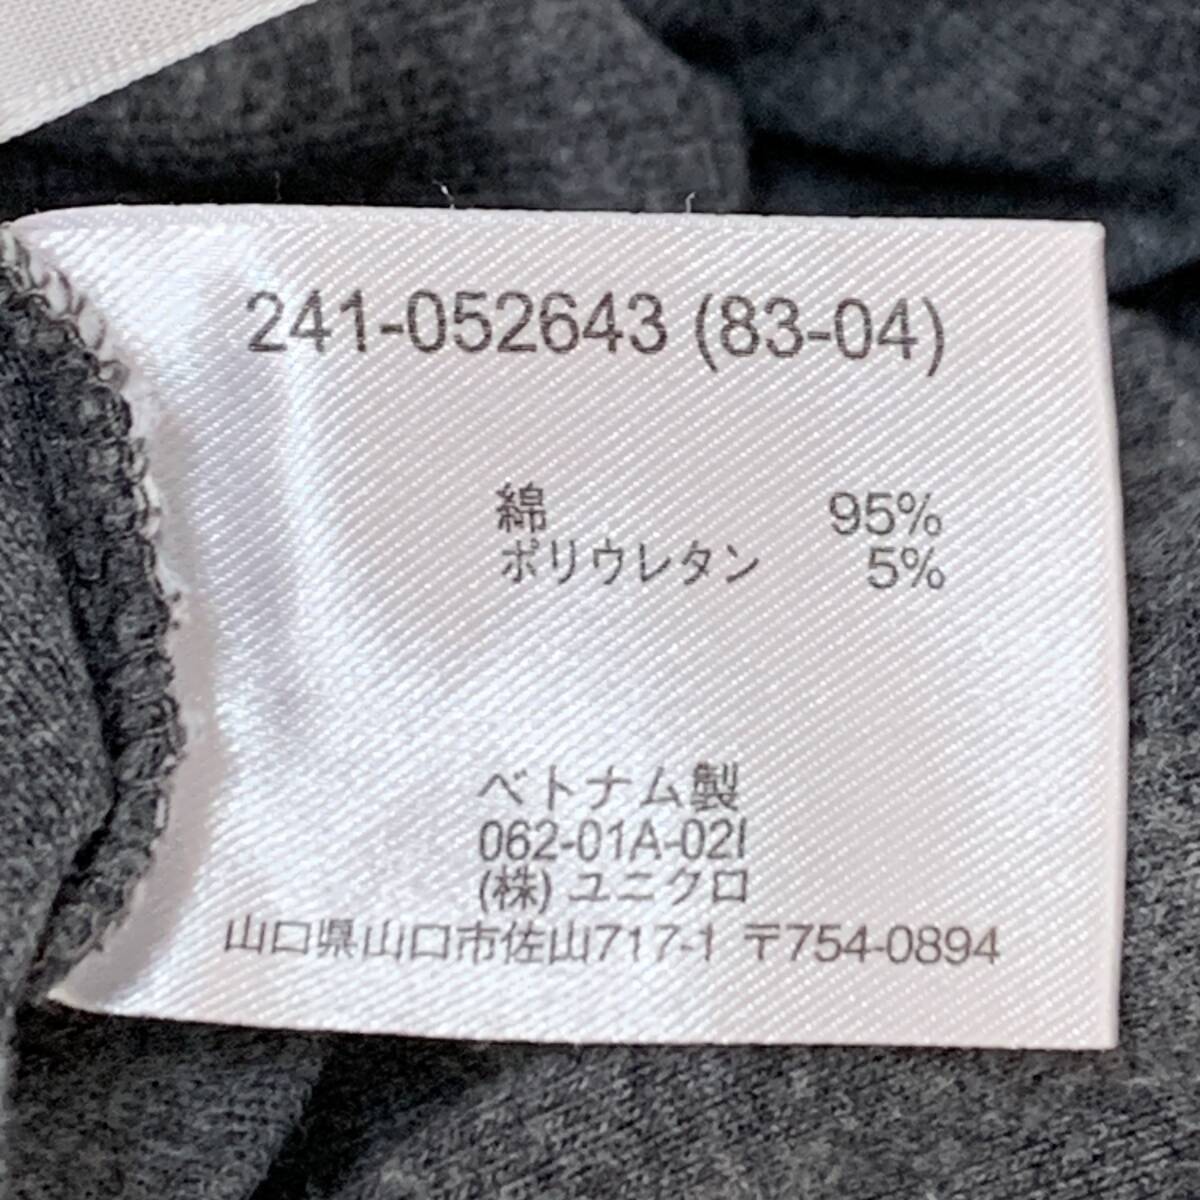 241-052643 (83-04)
綿 95%
ポリウレタン 5%
ベトナム製
062-01A-02I
(株) ユニクロ
山口県山口市佐山717-1 〒754-0894